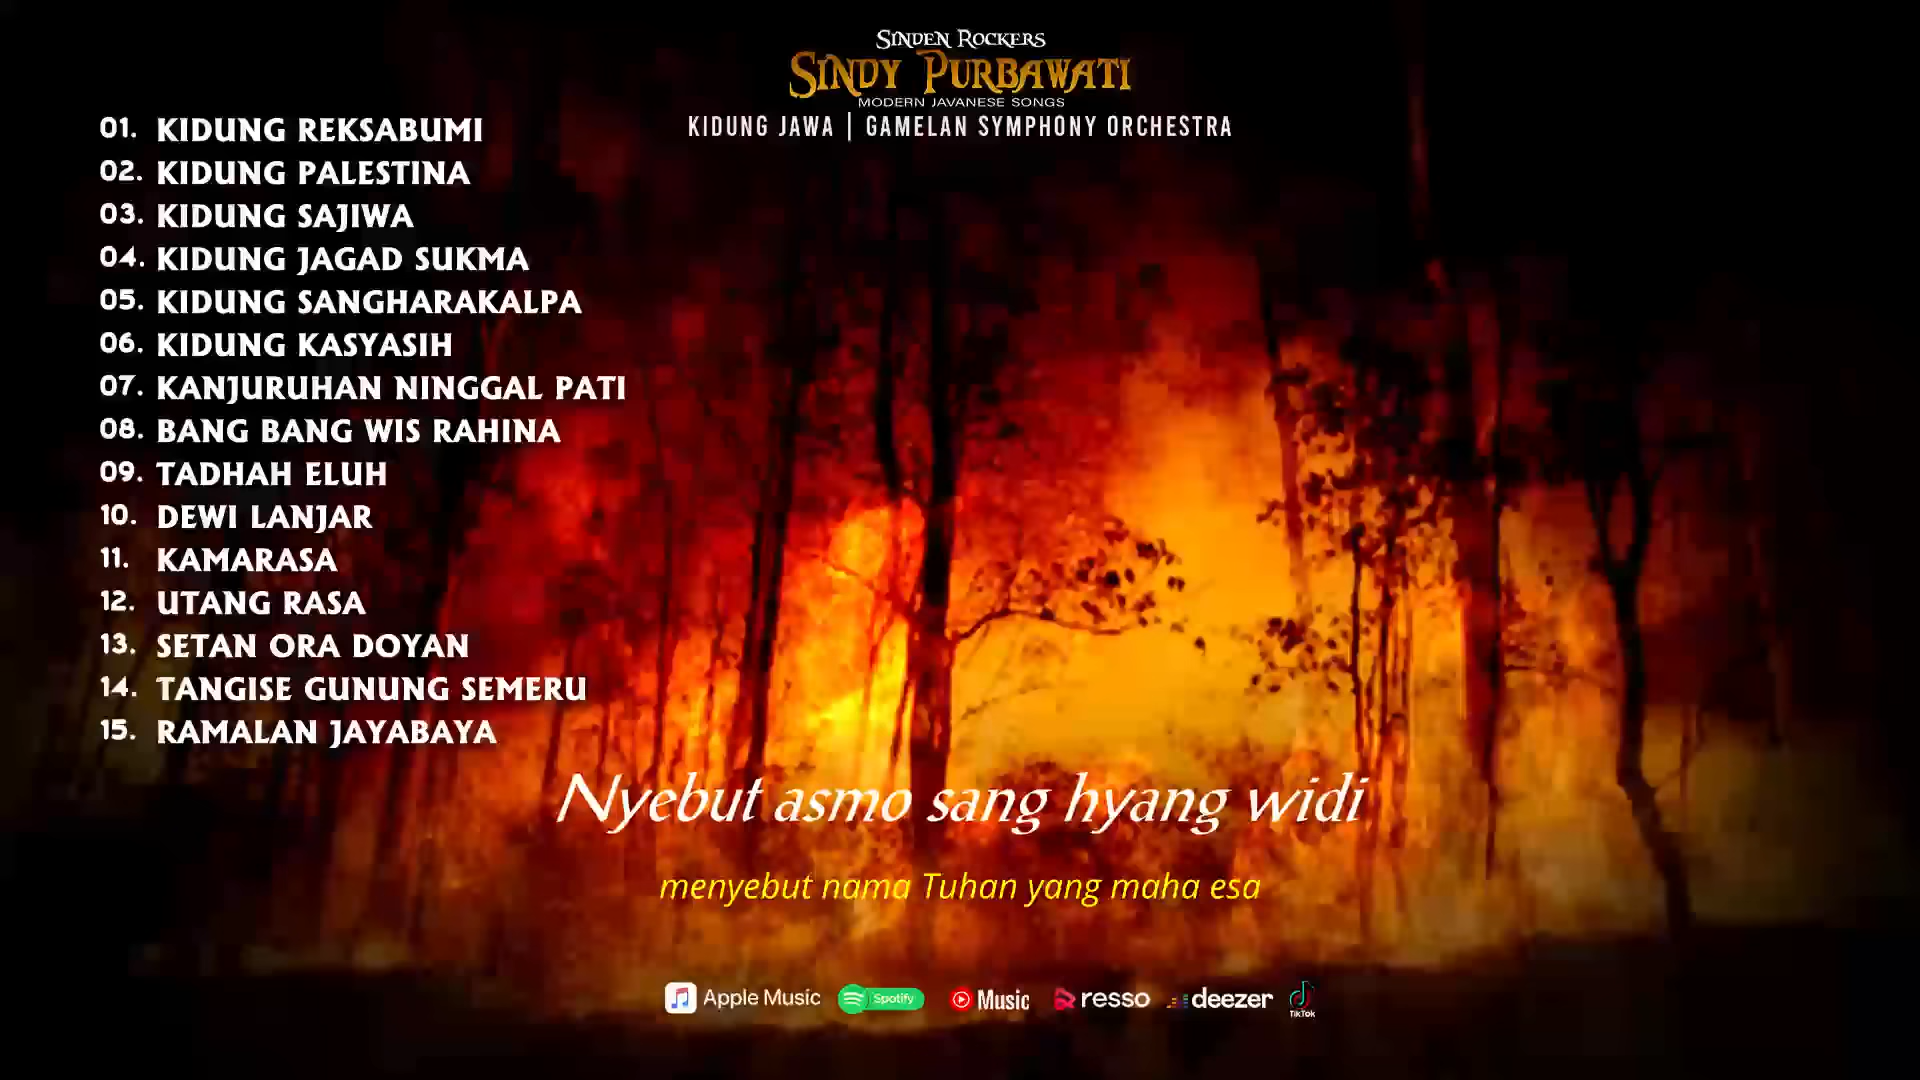 SINDEN ROCKERS
SINDY PURBAWATI
MODERN JAVANESE SONGS
KIDUNG JAWA | GAMELAN SYMPHONY ORCHESTRA
01. KIDUNG REKSABUMI
02. KIDUNG PALESTINA
03. KIDUNG SAJIWA
04. KIDUNG JAGAD SUKMA
05. KIDUNG SANGHARAKALPA
06. KIDUNG KASYASIH
07. KANJURUHAN NINGGAL PATI
08. BANG BANG WIS RAHINA
09. TADHAH ELUH
10. DEWI LANJAR
11. KAMARASA
12. UTANG RASA
13. SETAN ORA DOYAN
14. TANGISE GUNUNG SEMERU
15. RAMALAN JAYABAYA
Nyebut asmo sang hyang widi
menyebut nama Tuhan yang maha esa
Apple Music Spotify Music resso deezer TikTok